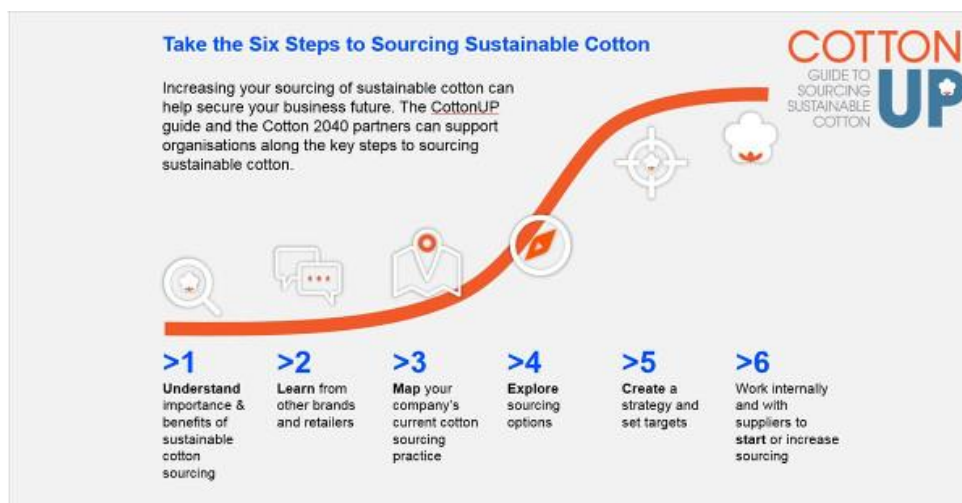 Take the Six Steps to Sourcing Sustainable Cotton
COTTON
UP
GUIDE TO
SOURCING
SUSTAINABLE
COTTON
Increasing your sourcing of sustainable cotton can
help secure your business future. The CottonUP
guide and the Cotton 2040 partners can support
organisations along the key steps to sourcing
sustainable cotton.
>1
Understand
importance &
benefits of
sustainable
cotton
sourcing
>2
Learn from
other brands
and retailers
>3
Map your
company's
current cotton
sourcing
practice
>4
Explore
sourcing
options
>5
Create a
strategy and
set targets
>6
Work internally
and with
suppliers to
start or increase
sourcing